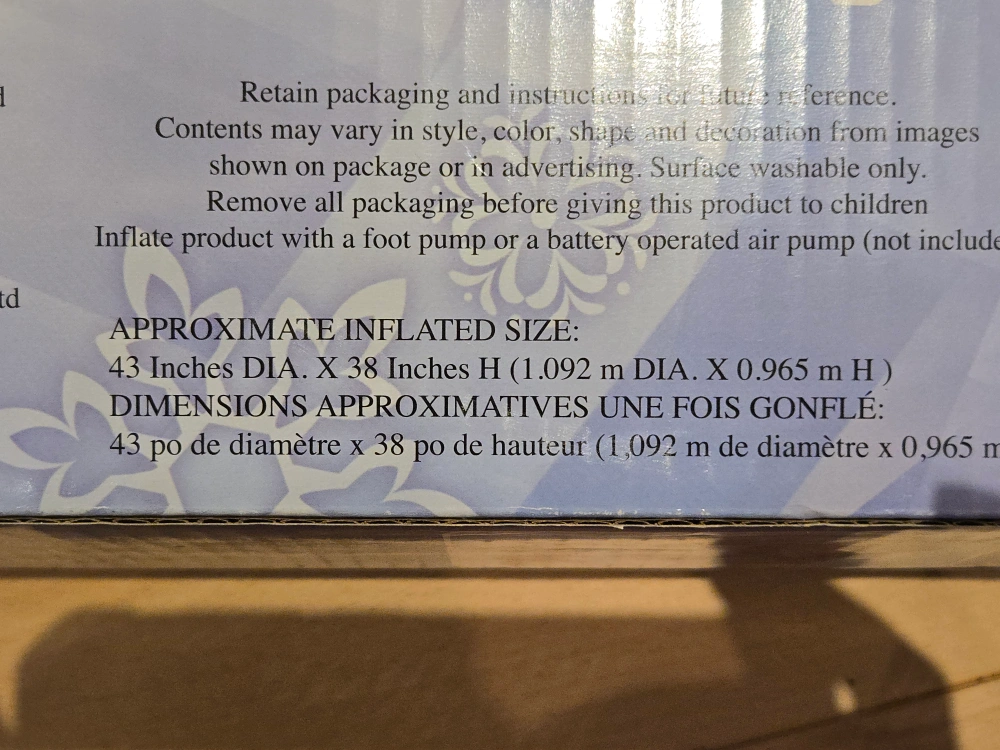 Retain packaging and instructions for future reference.
Contents may vary in style, color, shape and decoration from images
shown on package or in advertising. Surface washable only.
Remove all packaging before giving this product to children
Inflate product with a foot pump or a battery operated air pump (not include
td
APPROXIMATE INFLATED SIZE:
43 Inches DIA. X 38 Inches H (1.092 m DIA. X 0.965 m H )
DIMENSIONS APPROXIMATIVES UNE FOIS GONFLÉ:
43 po de diamètre x 38 po de hauteur (1,092 m de diamètre x 0,965 m